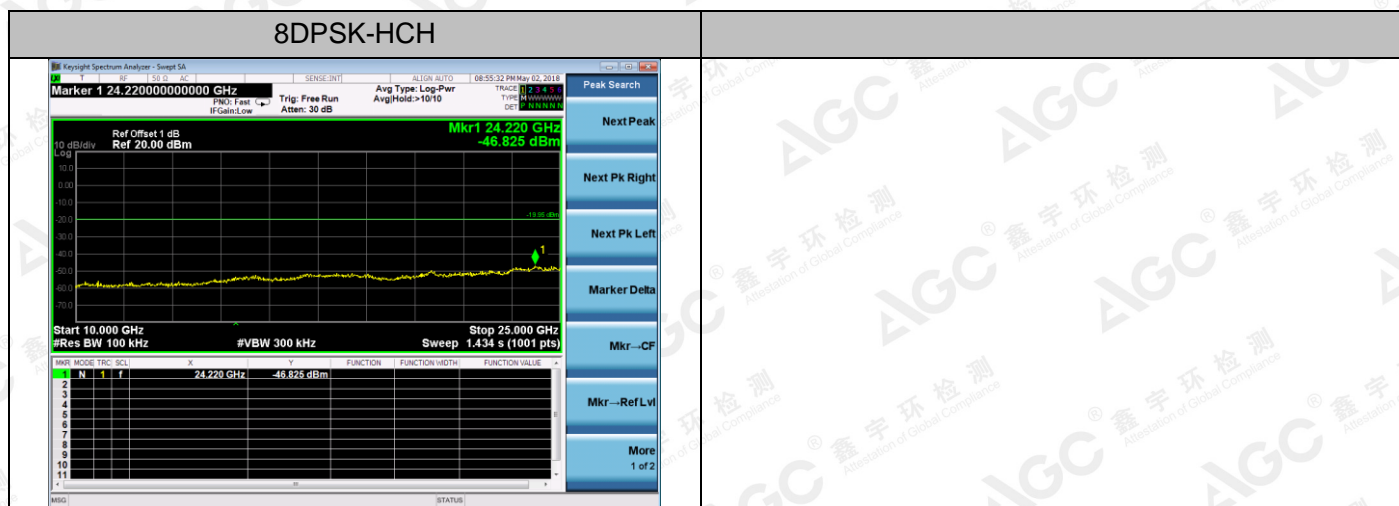 8DPSK-HCH
Keysight Spectrum Analyzer - Swept SA
T RF 50 Ω AC SENSE:INT ALIGN AUTO 08:55:32 PM May 02, 2018
Marker 1 24.220000000000 GHz
PNO: Fast
IFGain:Low
Trig: Free Run
Atten: 30 dB
Avg Type: Log-Pwr
Avg|Hold:>10/10
TRACE 1 2 3 4 5 6
TYPE M W W W W W
DET P N N N N N
Peak Search
Next Peak
Next Pk Right
Next Pk Left
Marker Delta
Mkr→CF
Mkr→Ref Lvl
More
1 of 2
Mkr1 24.220 GHz
-46.825 dBm
Ref Offset 1 dB
10 dB/div Ref 20.00 dBm
Log
10.0
0.00
-10.0
-20.0
-30.0
-40.0
-50.0
-60.0
-70.0
-19.95 dBm
1
Start 10.000 GHz Stop 25.000 GHz
#Res BW 100 kHz #VBW 300 kHz Sweep 1.434 s (1001 pts)
MKR MODE TRC SCL X Y FUNCTION FUNCTION WIDTH FUNCTION VALUE
1 N 1 f 24.220 GHz -46.825 dBm
2
3
4
5
6
7
8
9
10
11
MSG STATUS
AGC
鑫宇环检测
Attestation of Global Compliance